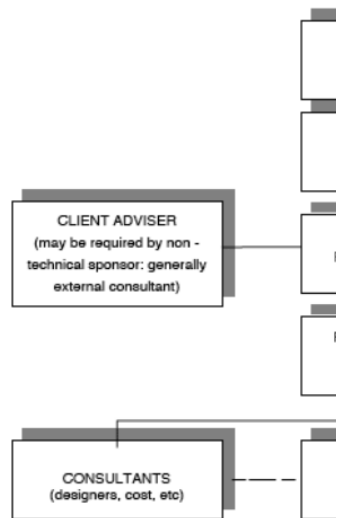 CLIENT ADVISER
(may be required by non -
technical sponsor: generally
external consultant)
CONSULTANTS
(designers, cost, etc)